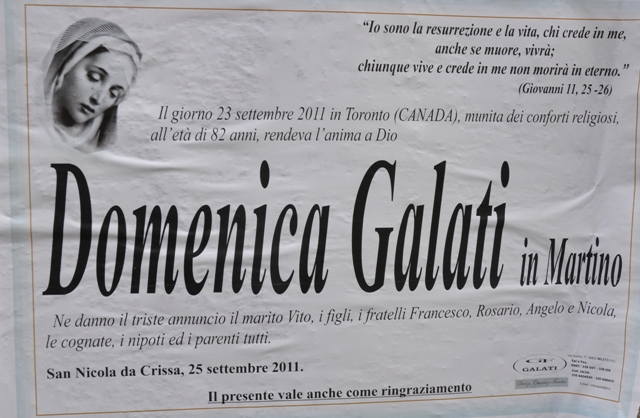 “Io sono la resurrezione e la vita, chi crede in me,
anche se muore, vivrà;
chiunque vive e crede in me non morirà in eterno.”
(Giovanni 11, 25 -26)
Il giorno 23 settembre 2011 in Toronto (CANADA), munita dei conforti religiosi,
all’età di 82 anni, rendeva l’anima a Dio
Domenica Galati in Martino
Ne danno il triste annuncio il marito Vito, i figli, i fratelli Francesco, Rosario, Angelo e Nicola,
le cognate, i nipoti ed i parenti tutti.
San Nicola da Crissa, 25 settembre 2011.
GF
GALATI
Il presente vale anche come ringraziamento